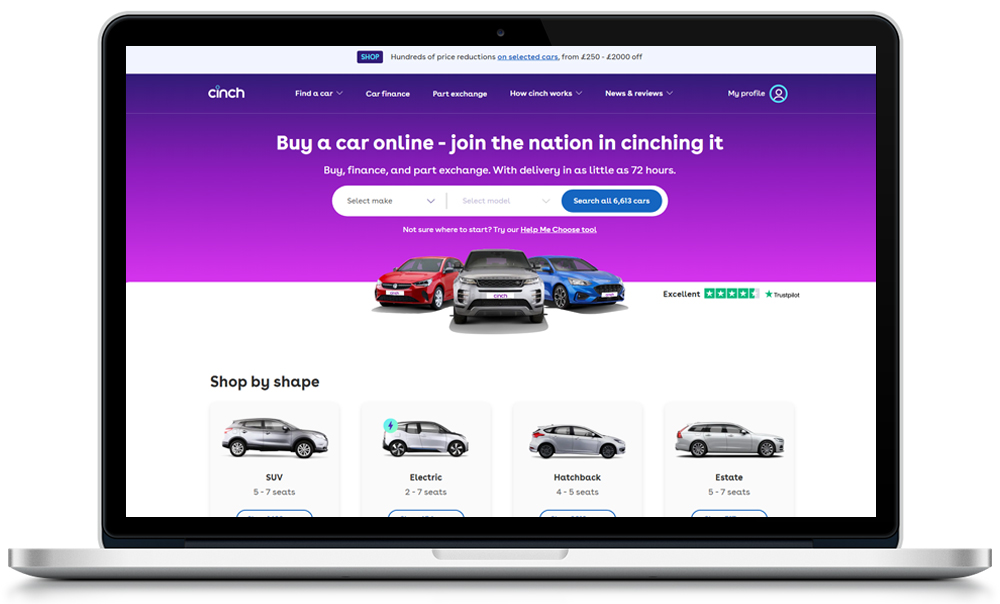 SHOP Hundreds of price reductions on selected cars, from £250 - £2000 off
cinch Find a car Car finance Part exchange How cinch works News & reviews My profile
Buy a car online - join the nation in cinching it
Buy, finance, and part exchange. With delivery in as little as 72 hours.
Select make Select model Search all 6,613 cars
Not sure where to start? Try our Help Me Choose tool
cinch
Excellent Trustpilot
Shop by shape
SUV Electric Hatchback Estate
5 - 7 seats 2 - 7 seats 4 - 5 seats 5 - 7 seats